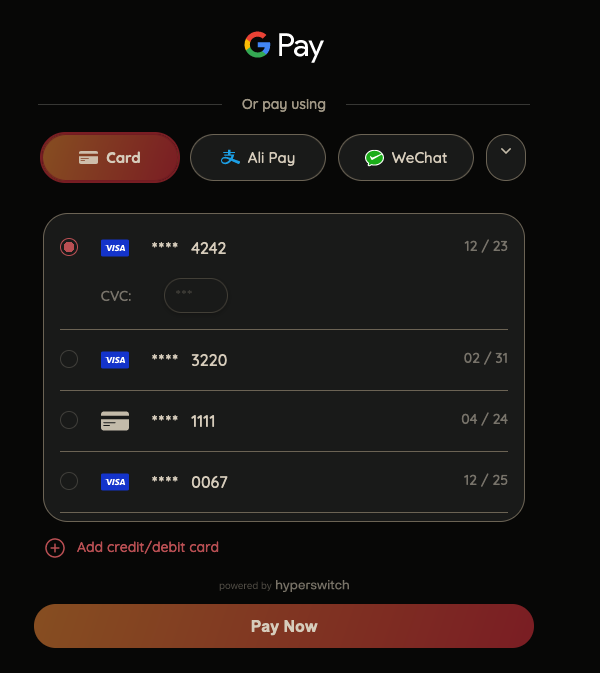 G Pay
Or pay using
Card Ali Pay WeChat
VISA **** 4242 12 / 23
CVC: ***
VISA **** 3220 02 / 31
**** 1111 04 / 24
VISA **** 0067 12 / 25
Add credit/debit card
powered by hyperswitch
Pay Now